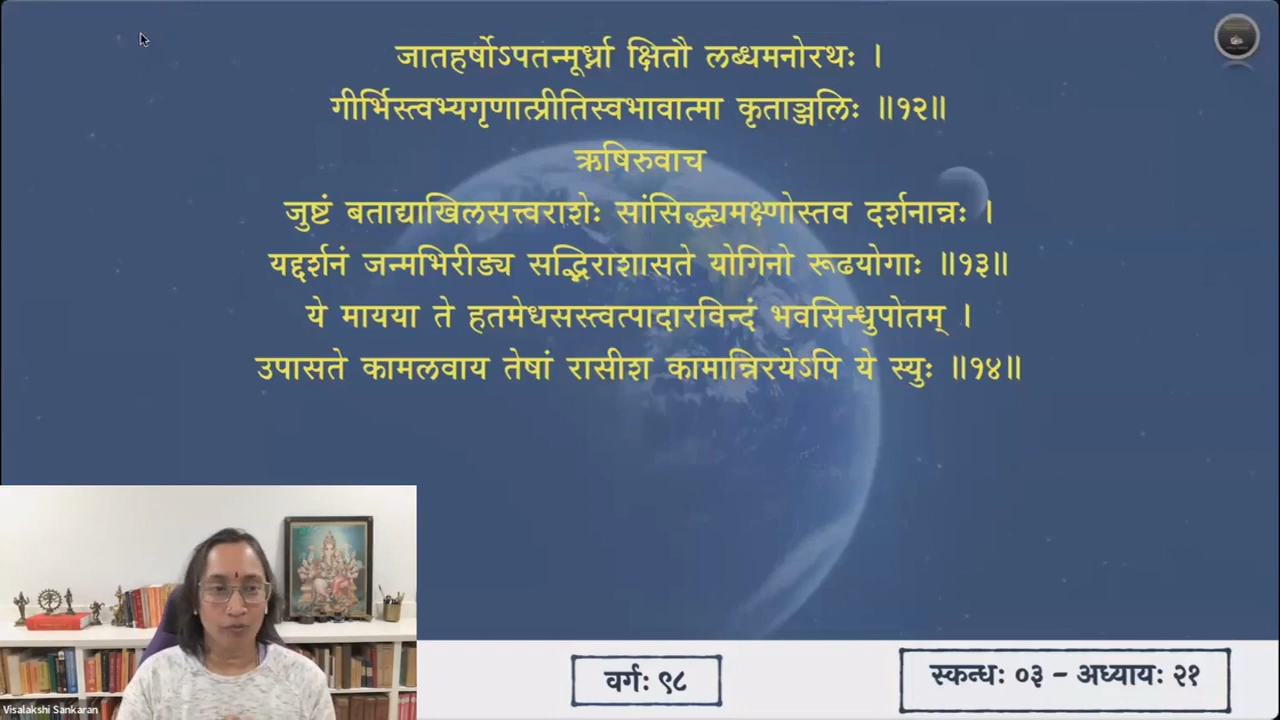 जातहर्षोऽपतन्मूर्ध्ना क्षितौ लब्धमनोरथः ।
गीर्भिस्त्वभ्यगृणात्प्रीतिस्वभावात्मा कृताञ्जलिः ॥१२॥
ऋषिरुवाच
जुष्टं बताद्याखिलसत्त्वराशेः सांसिद्ध्यमक्ष्णोस्तव दर्शनान्नः ।
यद्दर्शनं जन्मभिरीड्य सद्भिराशासते योगिनो रूढयोगाः ॥१३॥
ये मायया ते हतमेधसस्त्वत्पादारविन्दं भवसिन्धुपोतम् ।
उपासते कामलवाय तेषां रासीश कामान्निरयेऽपि ये स्युः ॥१४॥
Visalakshi Sankaran
वर्गः ९८
स्कन्धः ०३ - अध्यायः २१